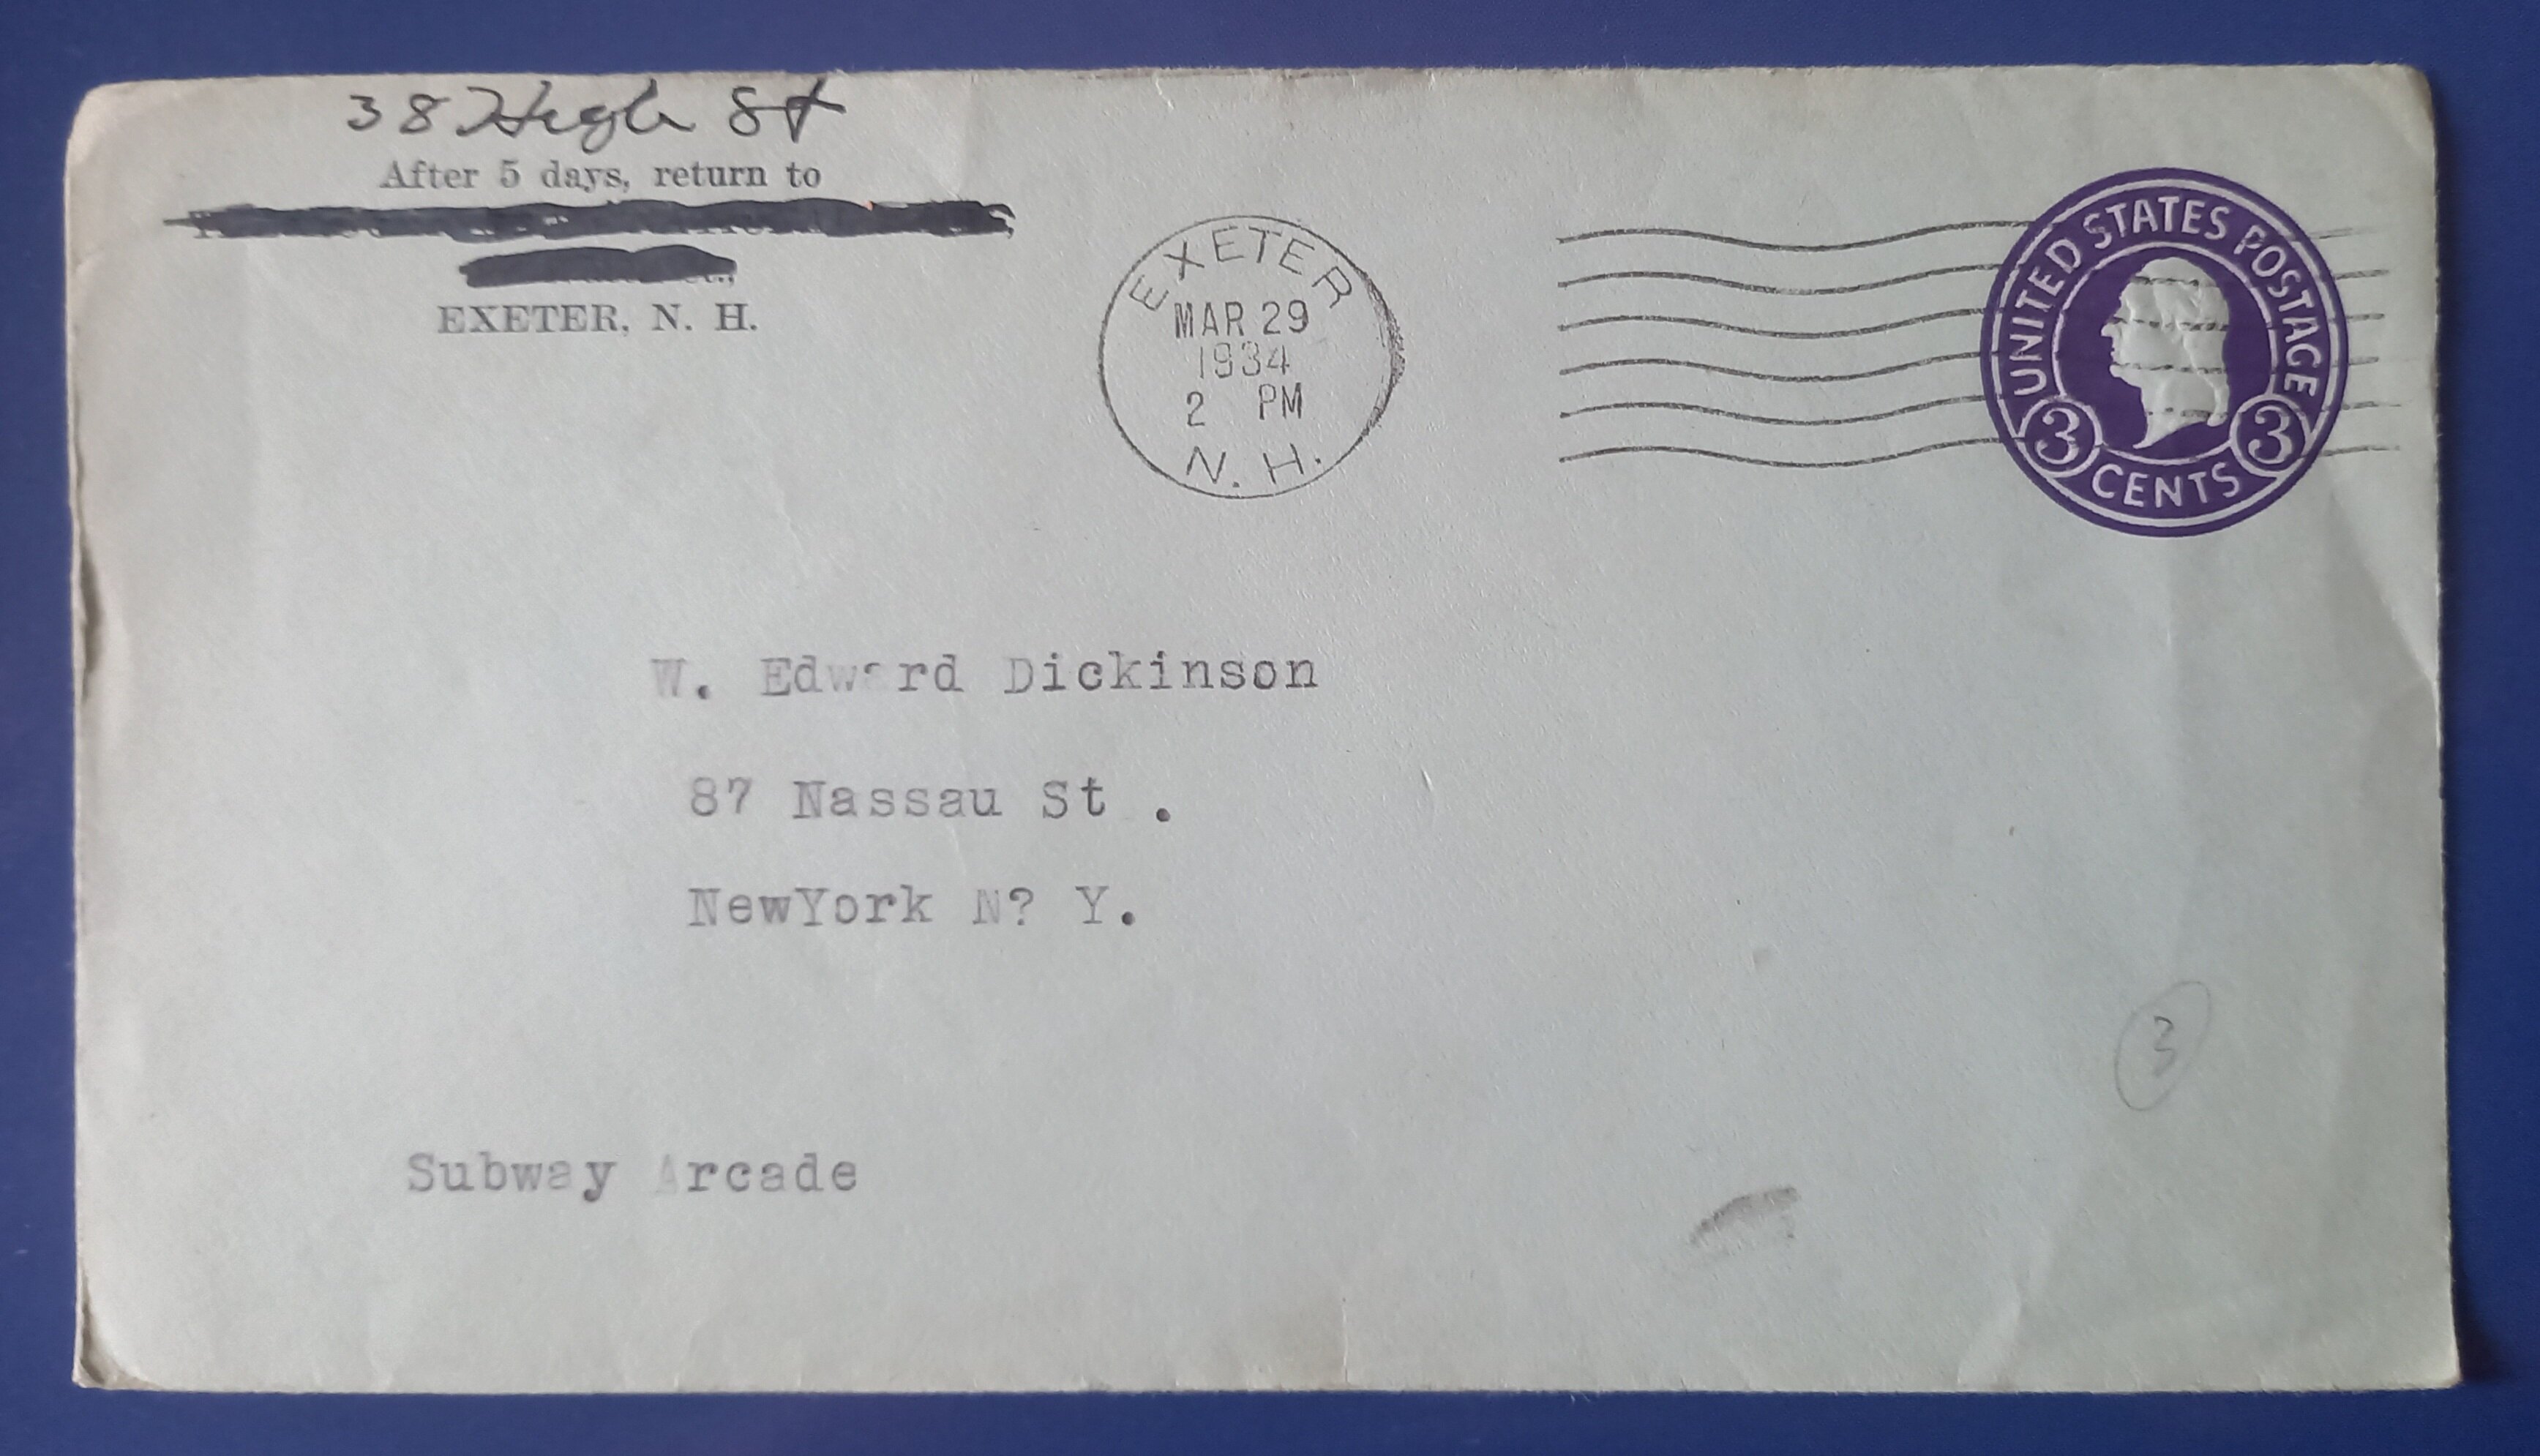 38 High St
After 5 days, return to
EXETER, N. H.
EXETER
MAR 29
1934
2 PM
N. H.
UNITED STATES POSTAGE
3 CENTS 3
W. Edward Dickinson
87 Nassau St .
NewYork N? Y.
3
Subway Arcade